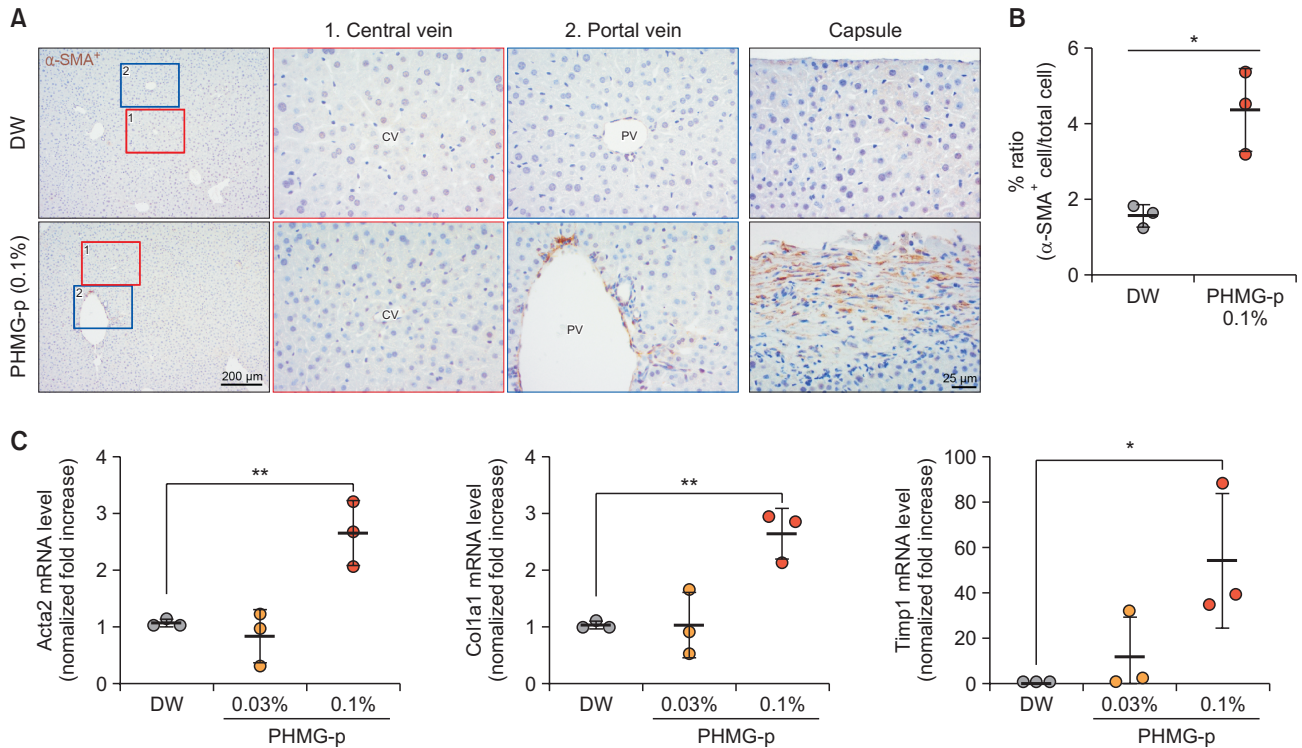 A
1. Central vein
2. Portal vein
Capsule
DW
α-SMA+
2
1
CV
PV
PHMG-p (0.1%)
1
2
200 μm
CV
PV
25 μm
B
% ratio
(α-SMA+ cell/total cell)
6
4
2
0
*
DW
PHMG-p
0.1%
C
Acta2 mRNA level
(nomalized fold increase)
4
3
2
1
0
**
DW
0.03%
0.1%
PHMG-p
Col1a1 mRNA level
(nomalized fold increase)
4
3
2
1
0
**
DW
0.03%
0.1%
PHMG-p
Timp1 mRNA level
(nomalized fold increase)
100
80
60
40
20
0
*
DW
0.03%
0.1%
PHMG-p